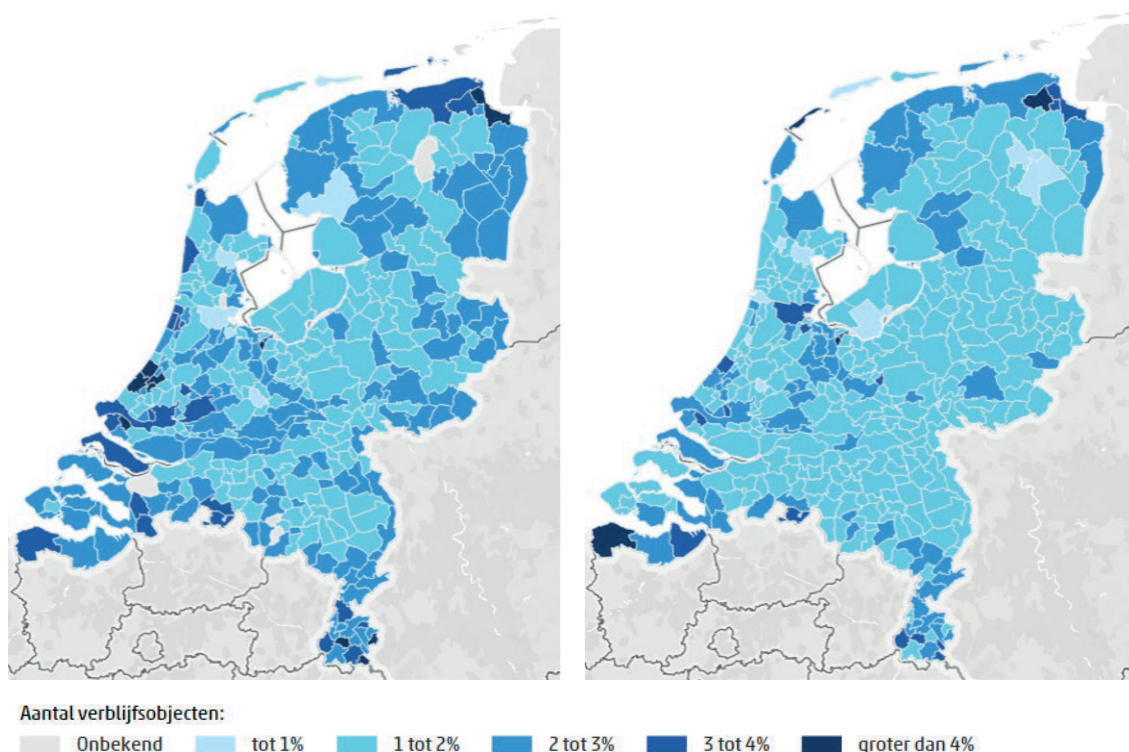 Aantal verblijfsobjecten:
Onbekend tot 1% 1 tot 2% 2 tot 3% 3 tot 4% groter dan 4%